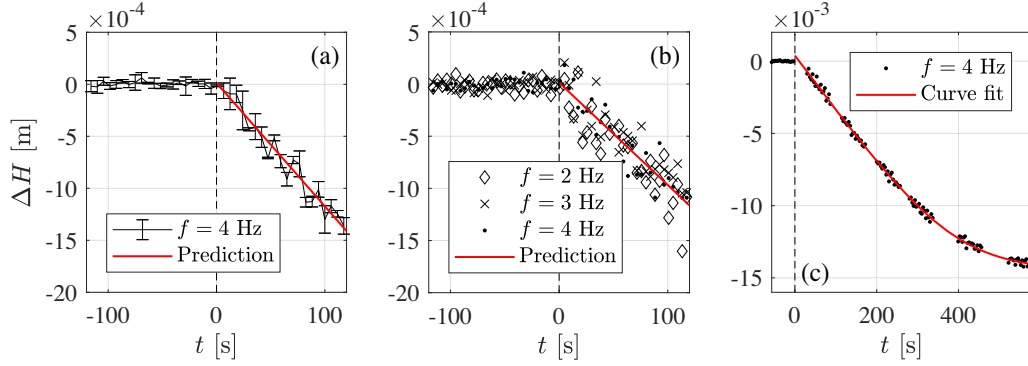 ×10⁻⁴
5
0
-5
-10
-15
-20
-100
0
100
t [s]
ΔH [m]
(a)
f = 4 Hz
Prediction
×10⁻⁴
5
0
-5
-10
-15
-20
-100
0
100
t [s]
(b)
f = 2 Hz
f = 3 Hz
f = 4 Hz
Prediction
×10⁻³
0
-5
-10
-15
0
200
400
t [s]
f = 4 Hz
Curve fit
(c)